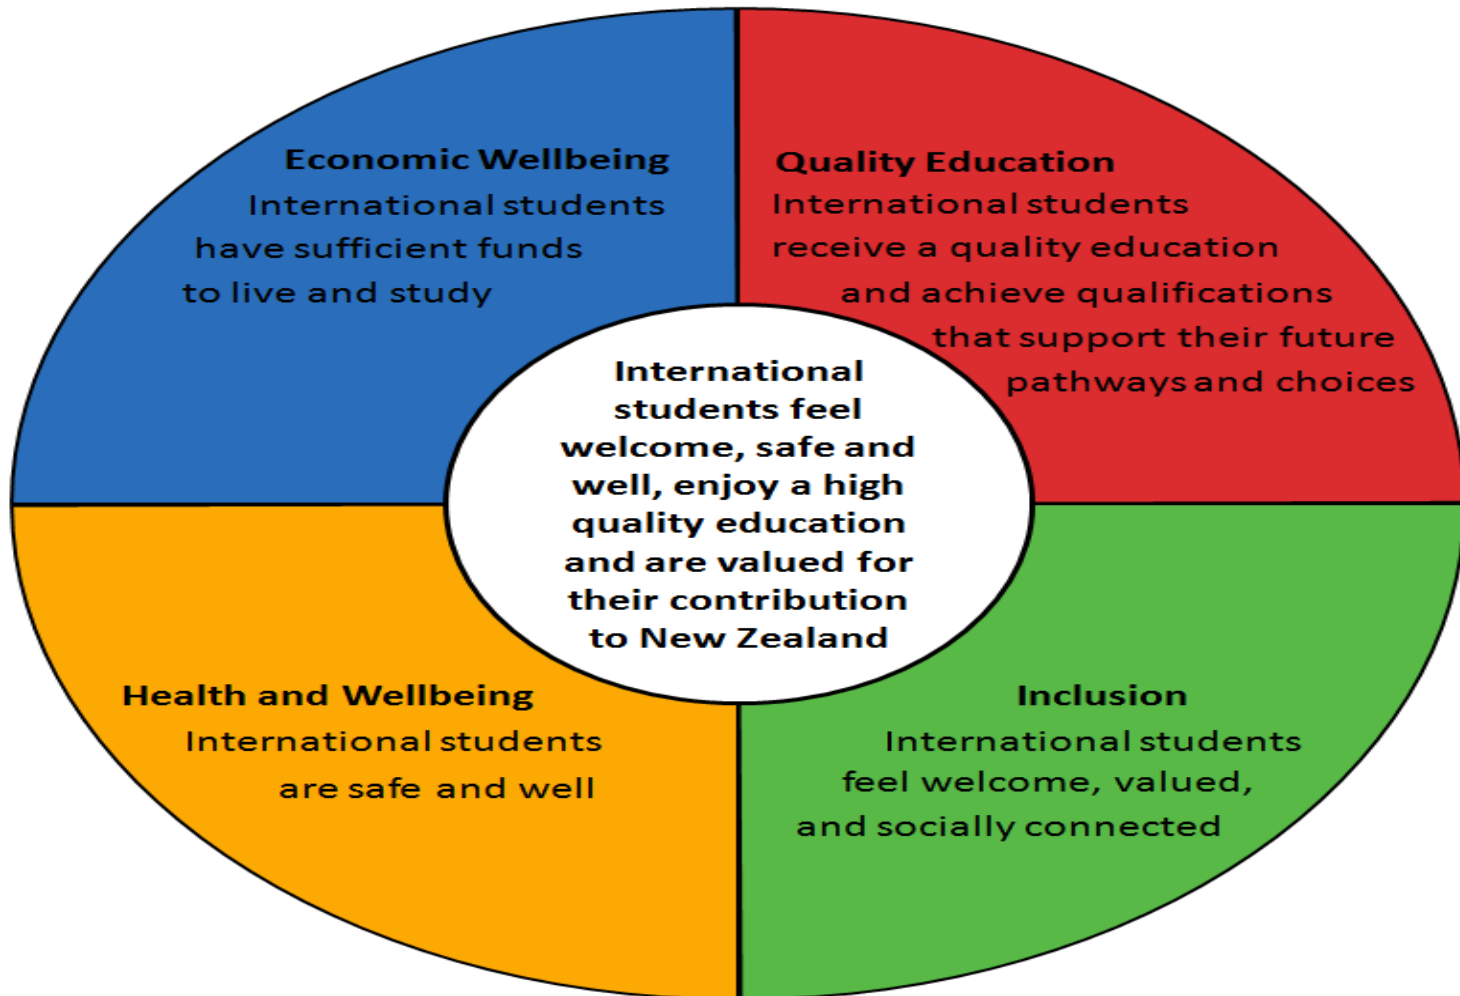 Economic Wellbeing
International students
have sufficient funds
to live and study
Quality Education
International students
receive a quality education
and achieve qualifications
that support their future
pathways and choices
International
students feel
welcome, safe and
well, enjoy a high
quality education
and are valued for
their contribution
to New Zealand
Health and Wellbeing
International students
are safe and well
Inclusion
International students
feel welcome, valued,
and socially connected